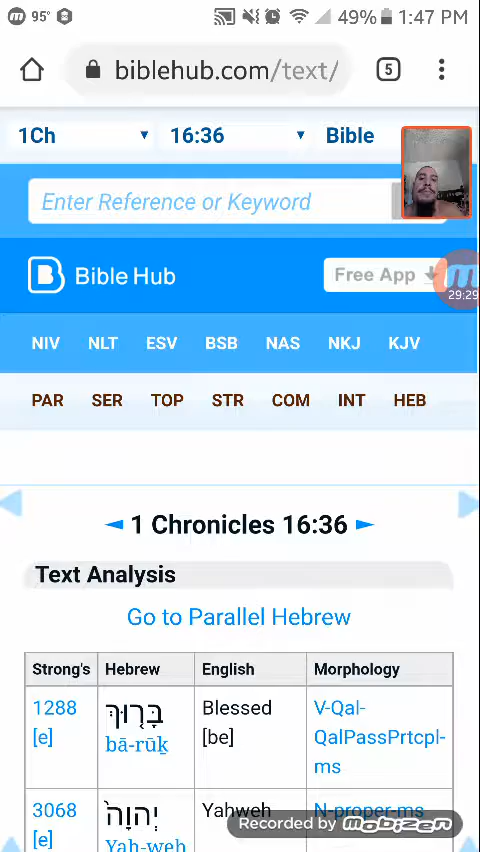 95° 49% 1:47 PM
biblehub.com/text/ 5
1Ch 16:36 Bible
Enter Reference or Keyword
Bible Hub Free App
29:29
NIV NLT ESV BSB NAS NKJ KJV
PAR SER TOP STR COM INT HEB
1 Chronicles 16:36
Text Analysis
Go to Parallel Hebrew
Strong's Hebrew English Morphology
1288 בָּר֤וּךְ Blessed V-Qal-
[e] bā-rūḵ [be] QalPassPrtcpl-
ms
3068 יְהוָה֙ Yahweh N-proper-ms
[e] Yah-weh
Recorded by mobizen